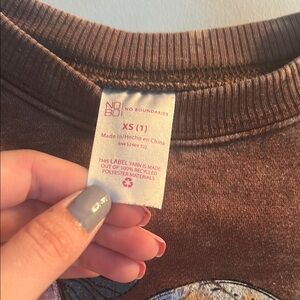 NO
BO NO BOUNDARIES
XS (1)
Made in/Hecho en China
THIS LABEL YARN IS MADE
OUT OF 100% RECYCLED
POLYESTER MATERIALS